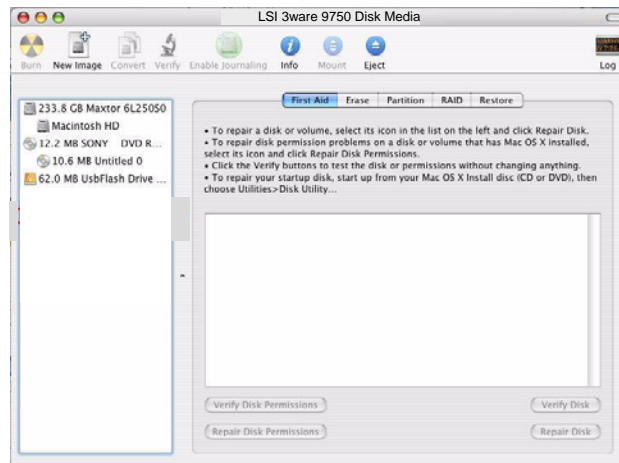 LSI 3ware 9750 Disk Media
Burn New Image Convert Verify Enable Journaling Info Mount Eject Log
First Aid Erase Partition RAID Restore
233.8 GB Maxtor 6L250S0
Macintosh HD
12.2 MB SONY DVD R...
10.6 MB Untitled 0
62.0 MB UsbFlash Drive ...
• To repair a disk or volume, select its icon in the list on the left and click Repair Disk.
• To repair disk permission problems on a disk or volume that has Mac OS X installed,
select its icon and click Repair Disk Permissions.
• Click the Verify buttons to test the disk or permissions without changing anything.
• To repair your startup disk, start up from your Mac OS X Install disc (CD or DVD), then
choose Utilities>Disk Utility...
Verify Disk Permissions Verify Disk
Repair Disk Permissions Repair Disk